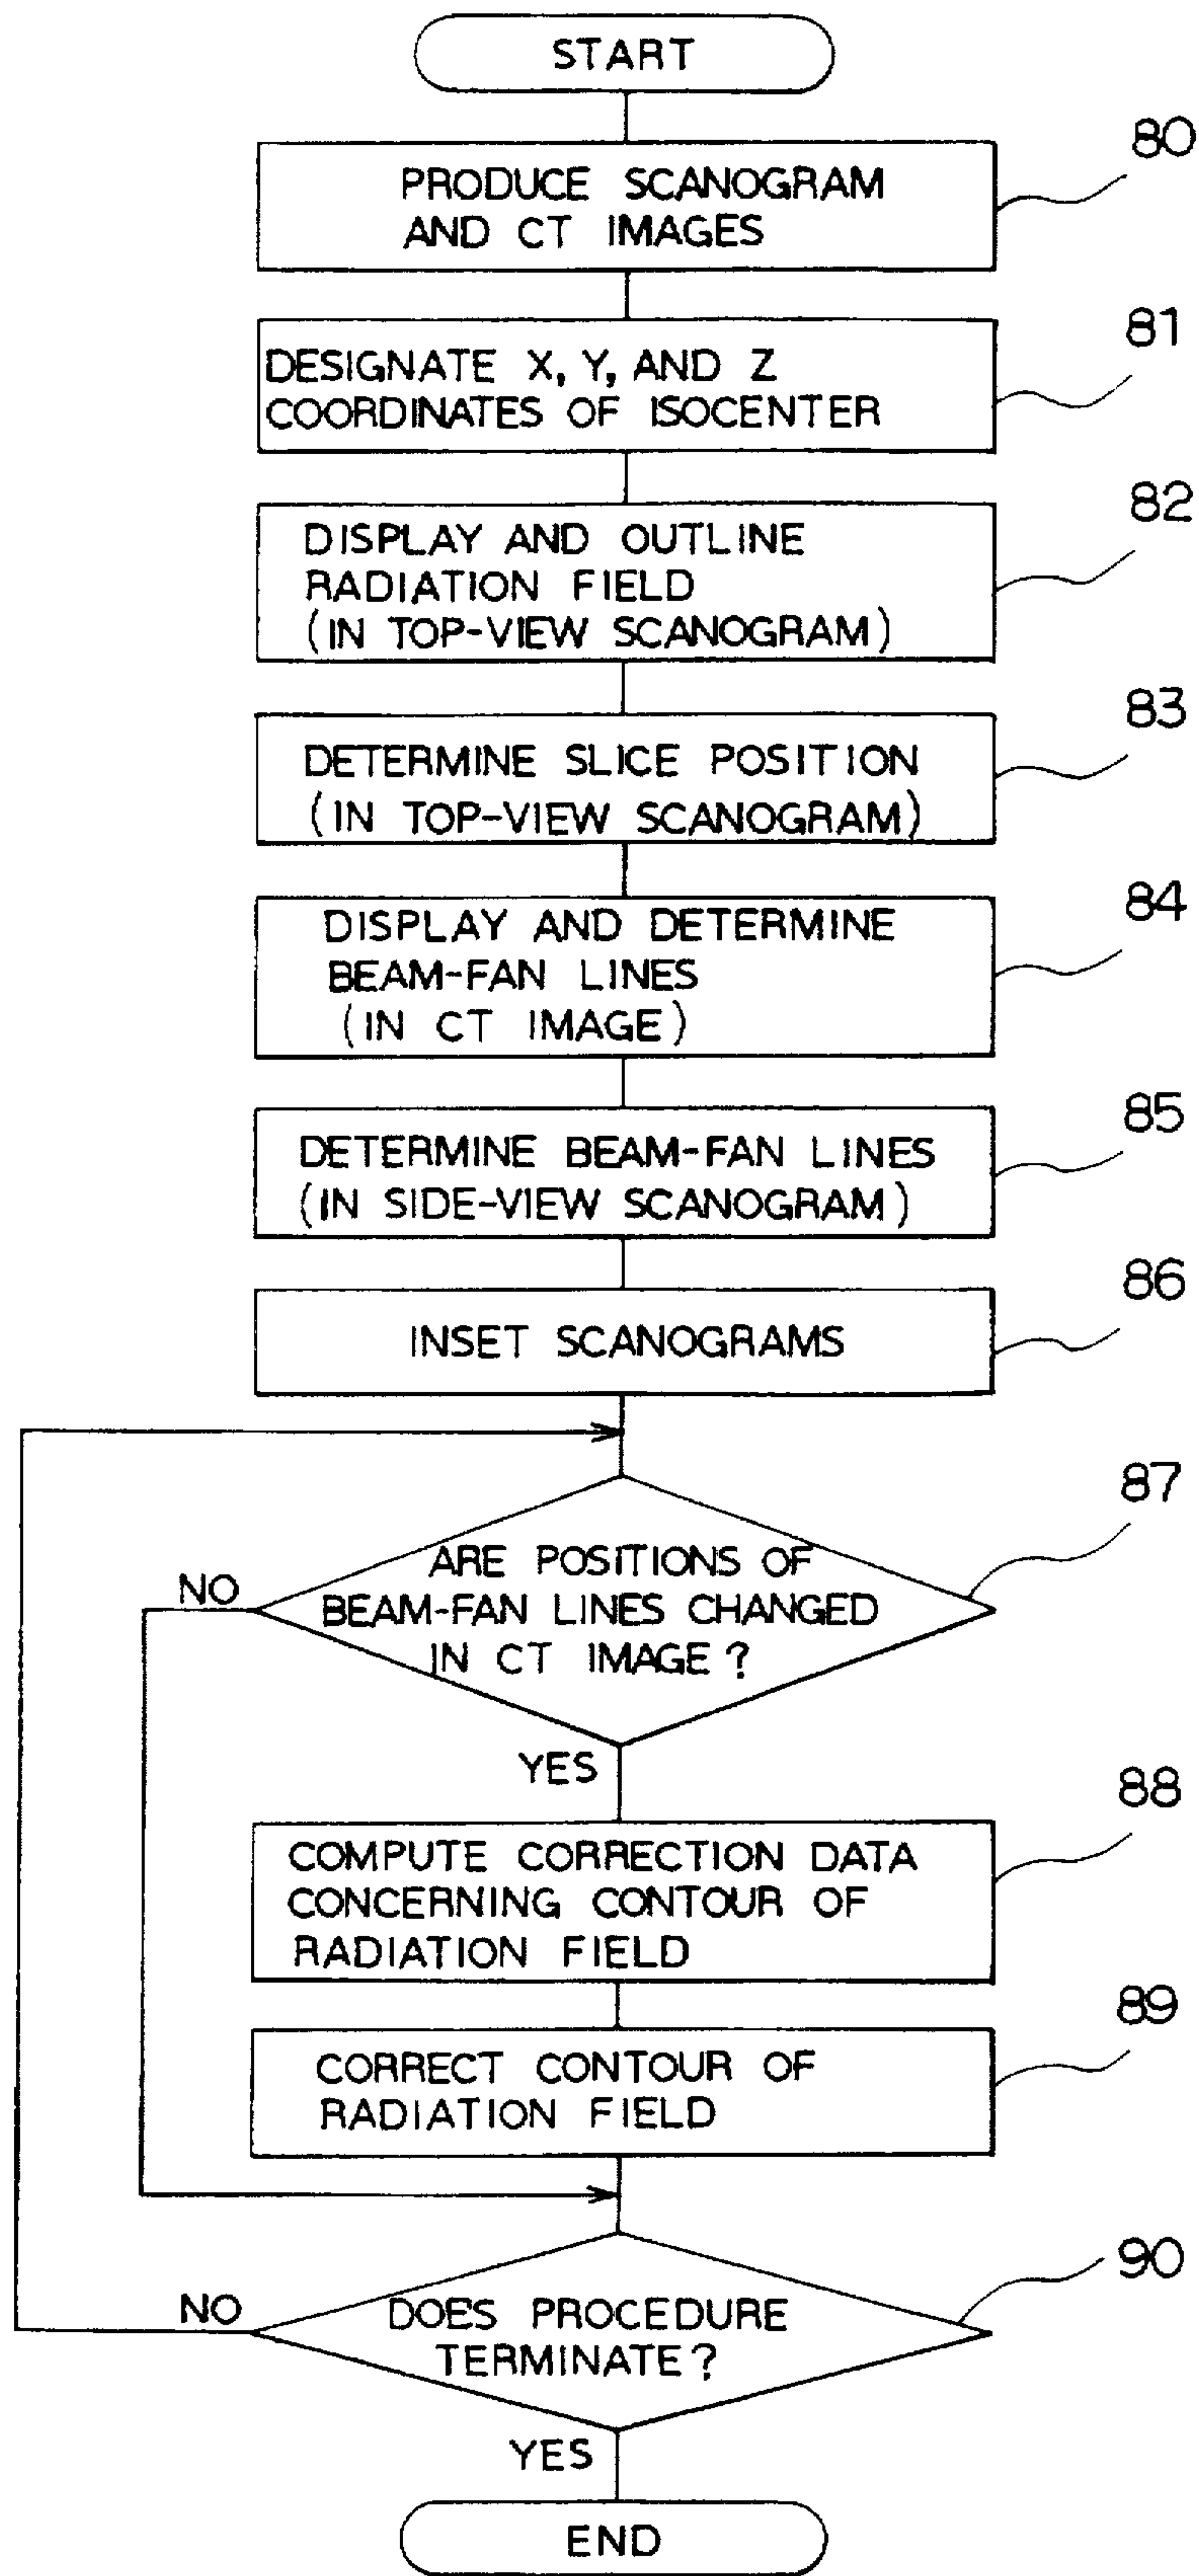 START
80
PRODUCE SCANOGRAM
AND CT IMAGES
81
DESIGNATE X, Y, AND Z
COORDINATES OF ISOCENTER
82
DISPLAY AND OUTLINE
RADIATION FIELD
(IN TOP-VIEW SCANOGRAM)
83
DETERMINE SLICE POSITION
(IN TOP-VIEW SCANOGRAM)
84
DISPLAY AND DETERMINE
BEAM-FAN LINES
(IN CT IMAGE)
85
DETERMINE BEAM-FAN LINES
(IN SIDE-VIEW SCANOGRAM)
86
INSET SCANOGRAMS
87
ARE POSITIONS OF
BEAM-FAN LINES CHANGED
IN CT IMAGE?
NO
YES
88
COMPUTE CORRECTION DATA
CONCERNING CONTOUR OF
RADIATION FIELD
89
CORRECT CONTOUR OF
RADIATION FIELD
90
NO
DOES PROCEDURE
TERMINATE?
YES
END